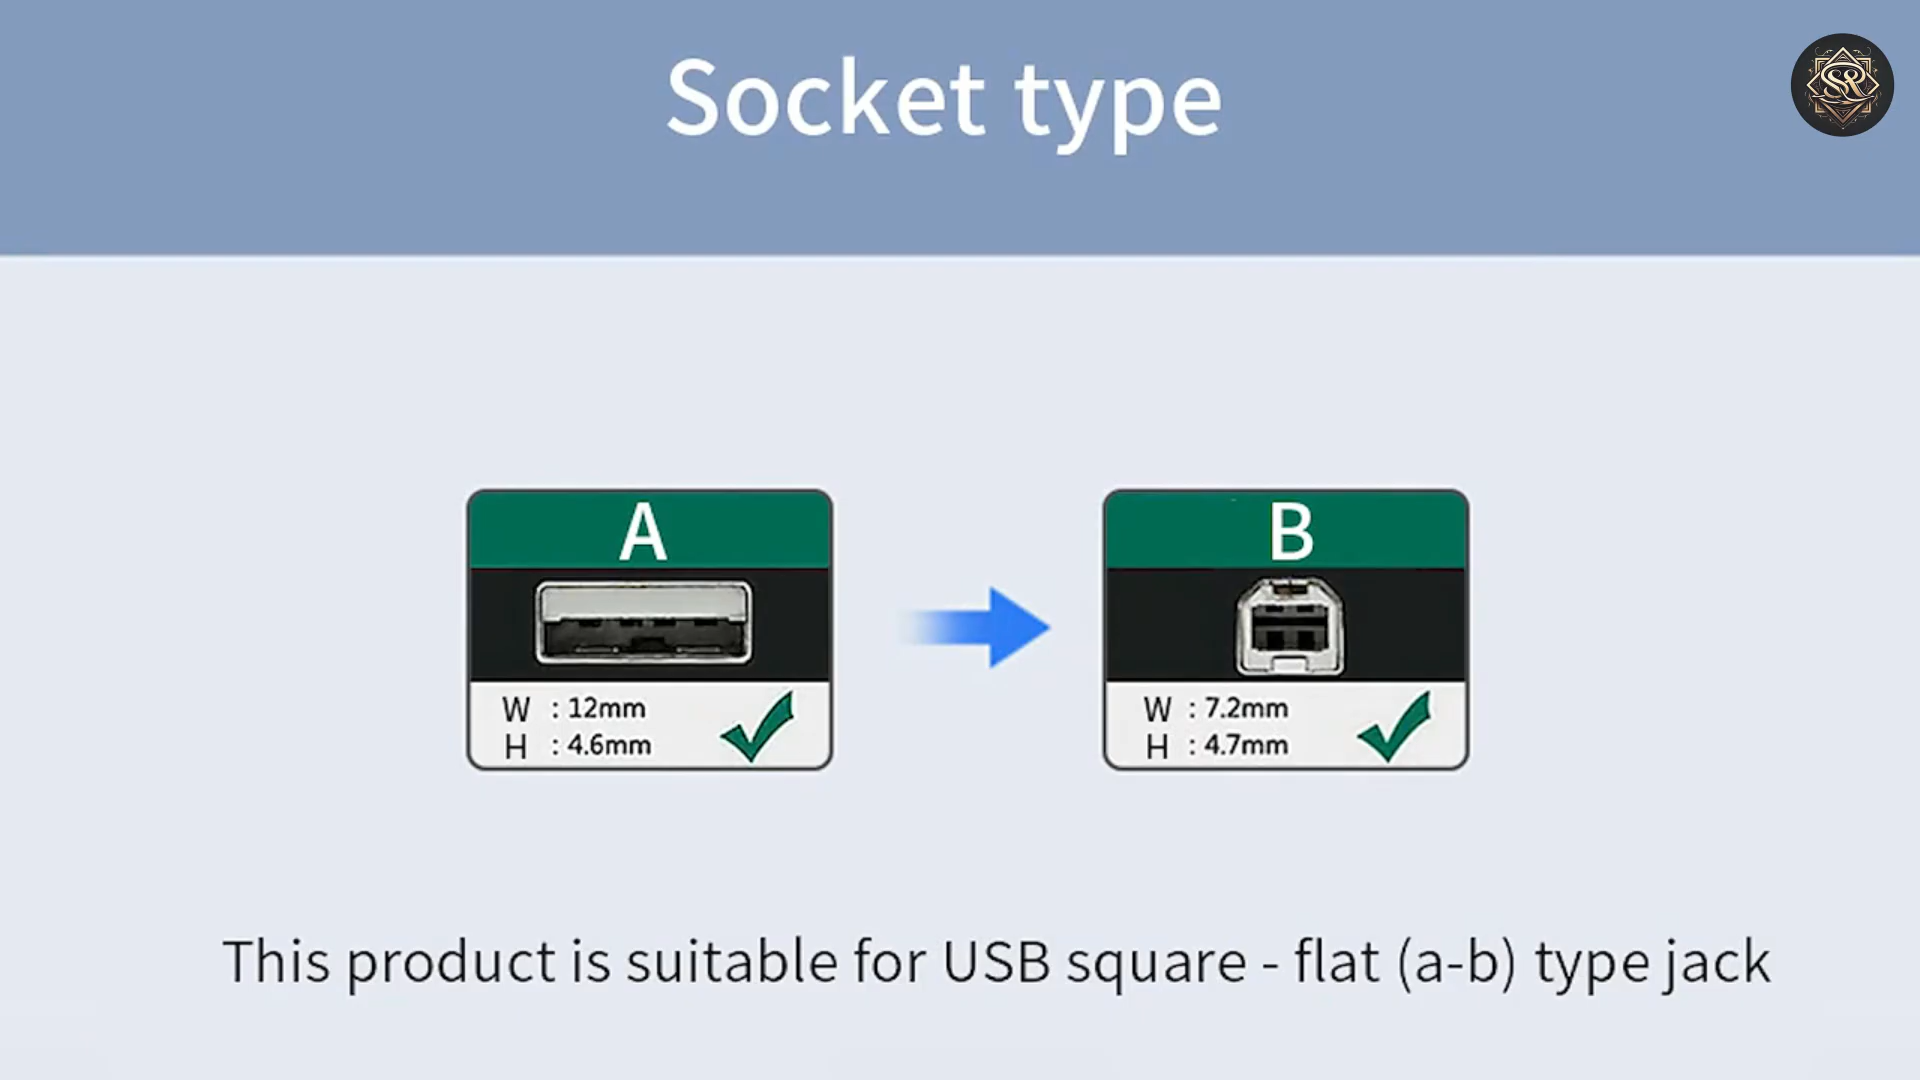 Socket type
SR
A
B
W : 12mm
H : 4.6mm
W : 7.2mm
H : 4.7mm
This product is suitable for USB square - flat (a-b) type jack